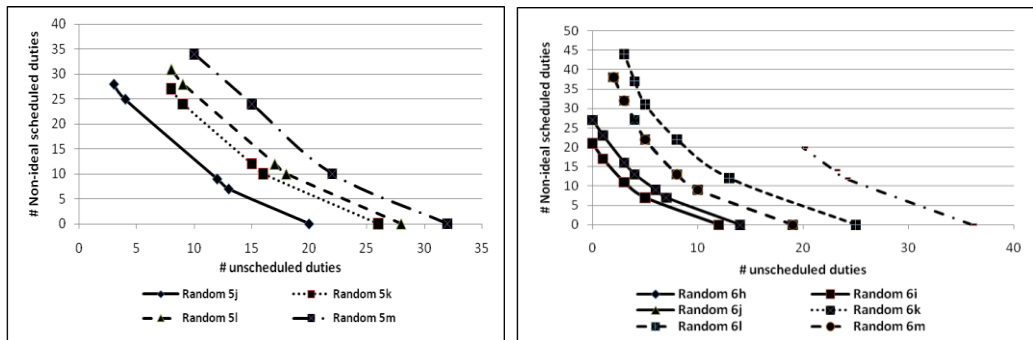 # Non-ideal scheduled duties
40
35
30
25
20
15
10
5
0
0 5 10 15 20 25 30 35
# unscheduled duties
Random 5j Random 5k
Random 5l Random 5m
# Non-ideal scheduled duties
50
45
40
35
30
25
20
15
10
5
0
0 10 20 30 40
# unscheduled duties
Random 6h Random 6i
Random 6j Random 6k
Random 6l Random 6m